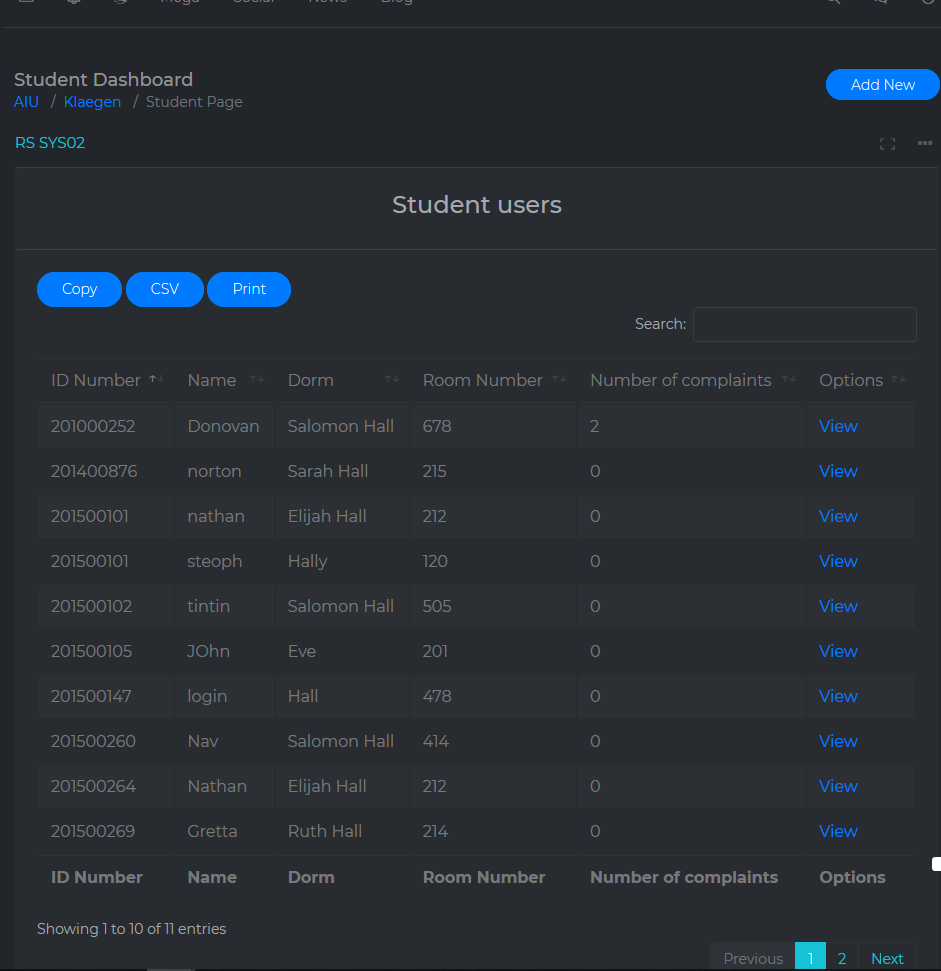 Mega Social News Blog
Student Dashboard
AIU / Klaegen / Student Page
Add New
RS SYS02
Student users
Copy CSV Print
Search:
ID Number Name Dorm Room Number Number of complaints Options
201000252 Donovan Salomon Hall 678 2 View
201400876 norton Sarah Hall 215 0 View
201500101 nathan Elijah Hall 212 0 View
201500101 steoph Hally 120 0 View
201500102 tintin Salomon Hall 505 0 View
201500105 JOhn Eve 201 0 View
201500147 login Hall 478 0 View
201500260 Nav Salomon Hall 414 0 View
201500264 Nathan Elijah Hall 212 0 View
201500269 Gretta Ruth Hall 214 0 View
ID Number Name Dorm Room Number Number of complaints Options
Showing 1 to 10 of 11 entries
Previous 1 2 Next